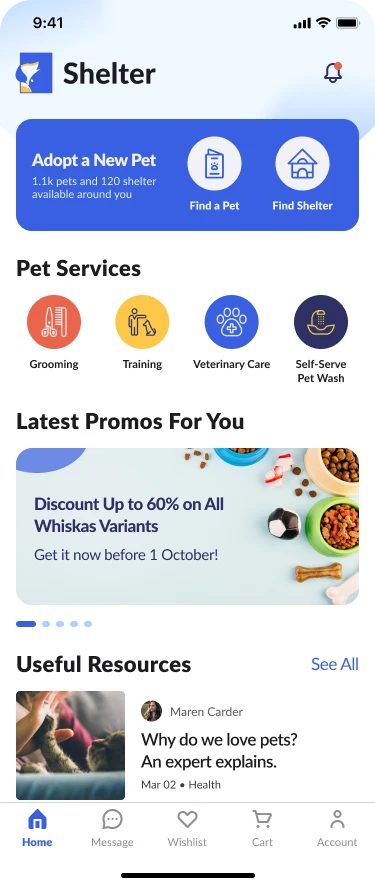 9:41
Shelter
Adopt a New Pet
1.1k pets and 120 shelter
available around you
Find a Pet
Find Shelter
Pet Services
Grooming
Training
Veterinary Care
Self-Serve
Pet Wash
Latest Promos For You
Discount Up to 60% on All
Whiskas Variants
Get it now before 1 October!
Useful Resources
See All
Maren Carder
Why do we love pets?
An expert explains.
Mar 02 • Health
Home
Message
Wishlist
Cart
Account